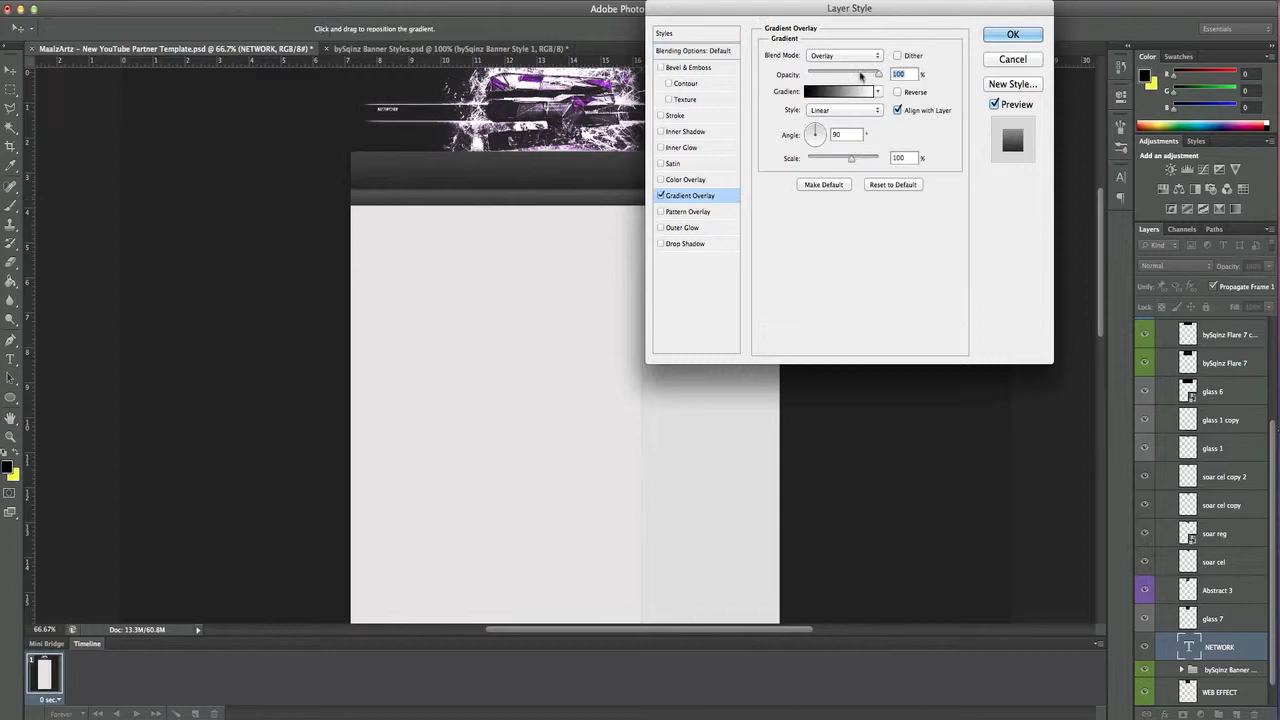 Adobe Photo
Layer Style
Click and drag to reposition the gradient.
Essentials
MaalzArtz - New YouTube Partner Template.psd @ 66.7% (NETWORK, RGB/8#) *
bySqinz Banner Styles.psd @ 100% (bySqinz Banner Style 1, RGB/8) *
Styles
Blending Options: Default
Bevel & Emboss
Contour
Texture
Stroke
Inner Shadow
Inner Glow
Satin
Color Overlay
Gradient Overlay
Pattern Overlay
Outer Glow
Drop Shadow
Gradient Overlay
Gradient
Blend Mode: Overlay
Dither
Opacity: 100 %
Gradient:
Reverse
Style: Linear
Align with Layer
Angle: 90 °
Scale: 100 %
Make Default
Reset to Default
OK
Cancel
New Style...
Preview
NETWORK
Color Swatches
R 0
G 0
B 0
Adjustments Styles
Add an adjustment
Layers Channels Paths
Kind
Normal
Opacity: 100%
Unify:
Propagate Frame 1
Lock:
Fill: 100%
bySqinz Flare 7 c...
bySqinz Flare 7
glass 6
glass 1 copy
glass 1
soar cel copy 2
soar cel copy
soar reg
soar cel
Abstract 3
glass 7
NETWORK
bySqinz Banner ...
WEB EFFECT
66.67%
Doc: 13.3M/60.8M
Mini Bridge
Timeline
1
0 sec.
Forever